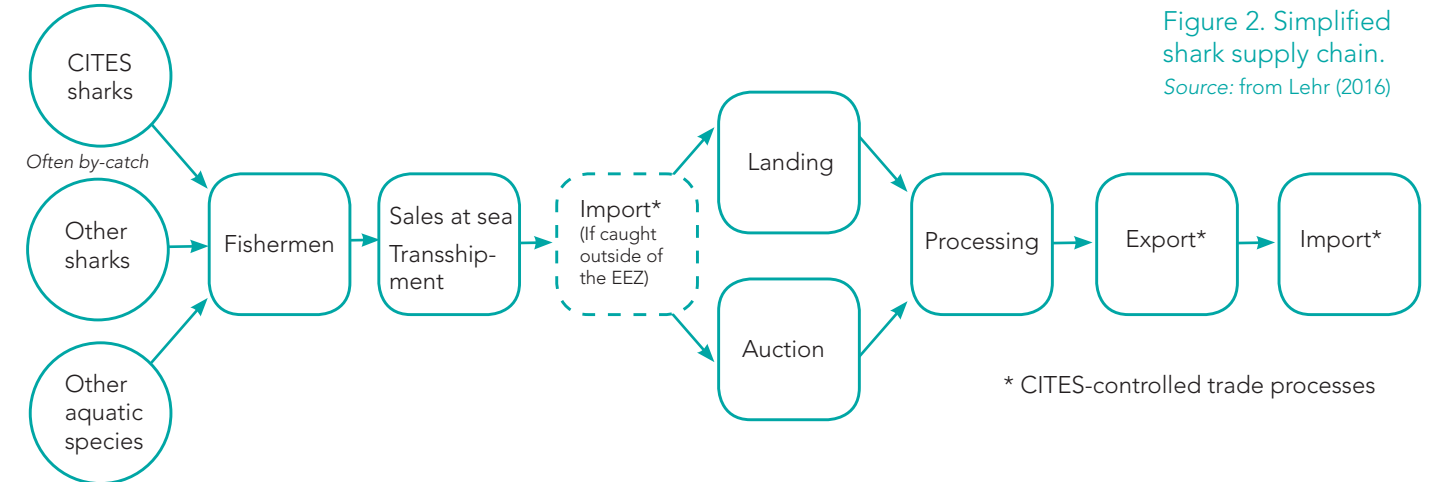 Figure 2. Simplified
shark supply chain.
Source: from Lehr (2016)
CITES
sharks
Often by-catch
Other
sharks
Other
aquatic
species
Fishermen
Sales at sea
Transship-
ment
Import*
(If caught
outside of
the EEZ)
Landing
Auction
Processing
Export*
Import*
* CITES-controlled trade processes